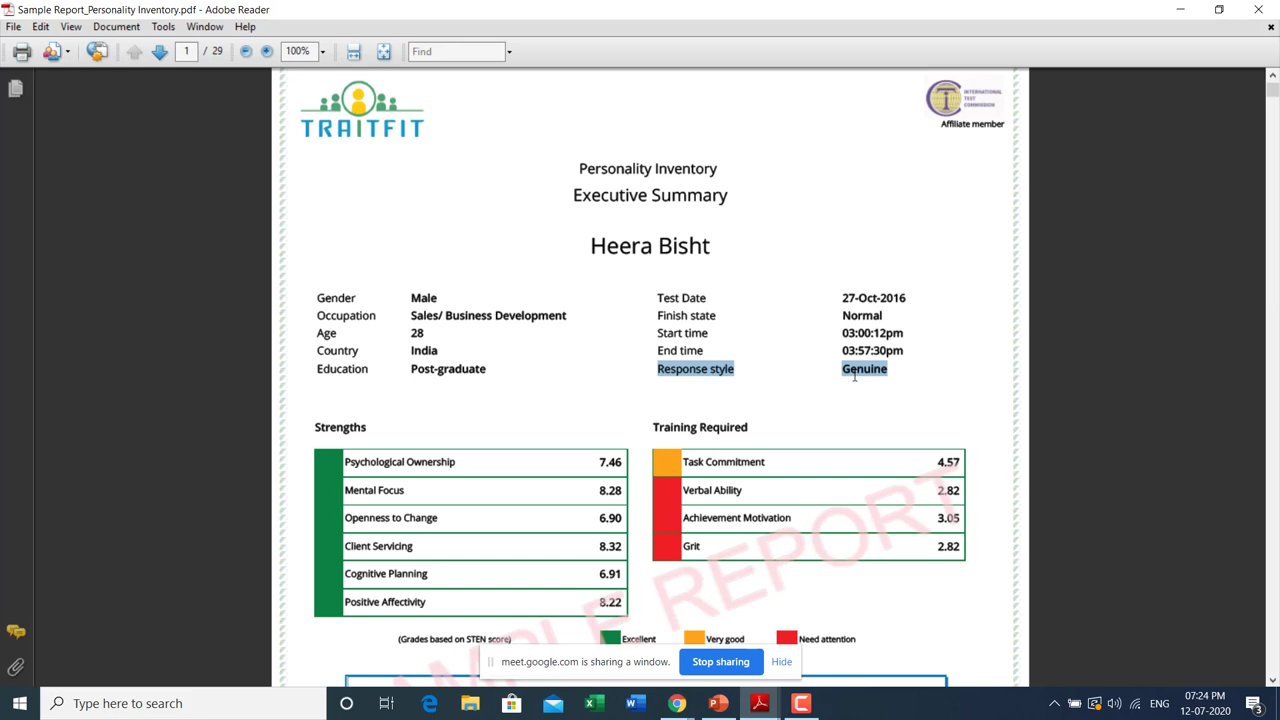 Sample Report_Personality Inventory.pdf - Adobe Reader
File Edit View Document Tools Window Help
1 / 29 100% Find
TRAITFIT
INTERNATIONAL
TEST
COMMISSION
Affiliate member
Personality Inventory
Executive Summary
Heera Bisht
Gender Male Test Date 27-Oct-2016
Occupation Sales/ Business Development Finish state Normal
Age 28 Start time 03:00:12pm
Country India End time 03:57:30pm
Education Post-graduate Response style Genuine
Strengths Training Required
Psychological Ownership 7.46 Task Commitment 4.57
Mental Focus 8.28 Verbal Ability 2.82
Openness to Change 6.90 Achievement Motivation 3.05
Client Servicing 8.32 Grit 2.82
Cognitive Planning 6.91
Positive Affectivity 8.22
REPORT
(Grades based on STEN score) Excellent Very good Need attention
meet.google.com is sharing a window. Stop sharing Hide
Type here to search ENG 07:24 PM
12-07-2020
3